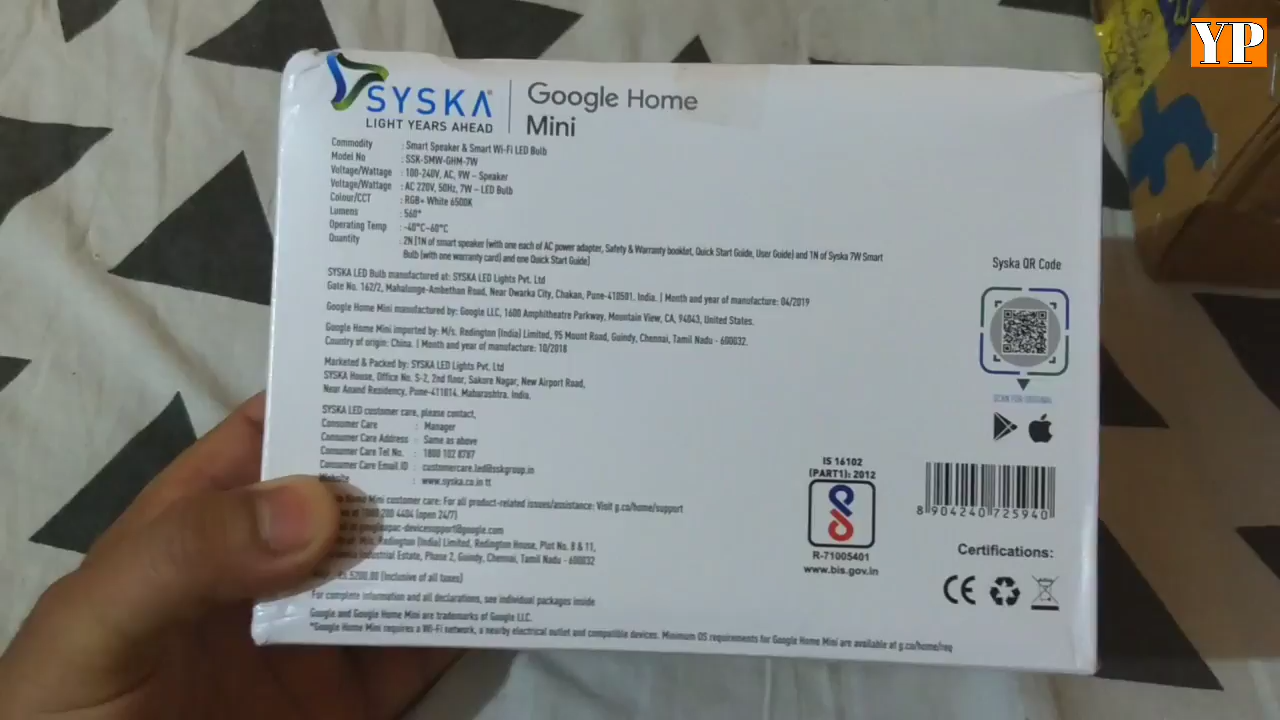 YP
SYSKA
LIGHT YEARS AHEAD
Google Home
Mini
Commodity : Smart Speaker & Smart Wi-Fi LED Bulb
Model No : SSK-SMW-GHM-7W
Voltage/Wattage : 100-240V, AC, 9W – Speaker
Voltage/Wattage : AC 220V, 50Hz, 7W – LED Bulb
Colour/CCT : RGB+ White 6500K
Lumens : 560*
Operating Temp : -40°C-60°C
Quantity : 2N [1N of smart speaker (with one each of AC power adapter, Safety & Warranty booklet, Quick Start Guide, User Guide) and 1N of Syska 7W Smart
Bulb (with one warranty card) and one Quick Start Guide]
SYSKA LED Bulb manufactured at: SYSKA LED Lights Pvt. Ltd
Gate No. 162/2, Mahalunge-Ambethan Road, Near Dwarka City, Chakan, Pune-410501. India. | Month and year of manufacture: 04/2019
Google Home Mini manufactured by: Google LLC, 1600 Amphitheatre Parkway, Mountain View, CA, 94043, United States.
Google Home Mini imported by: M/s. Redington (India) Limited, 95 Mount Road, Guindy, Chennai, Tamil Nadu - 600032.
Country of origin: China. | Month and year of manufacture: 10/2018
Marketed & Packed by: SYSKA LED Lights Pvt. Ltd
SYSKA House, Office No. S-2, 2nd floor, Sakore Nagar, New Airport Road,
Near Anand Residency, Pune-411014. Maharashtra. India.
SYSKA LED customer care, please contact,
Consumer Care : Manager
Consumer Care Address : Same as above
Consumer Care Tel No. : 1800 102 8787
Consumer Care Email ID : customercare.led@sskgroup.in
Website : www.syska.co.in
Home Mini customer care: For all product-related issues/assistance: Visit g.co/home/support
200 4404 (open 24/7)
Redington (India) Limited, Redington House, Plot No. 8 & 11,
Industrial Estate, Phase 2, Guindy, Chennai, Tamil Nadu - 600032
5200.00 (Inclusive of all taxes)
For complete information and all declarations, see individual packages inside
Google and Google Home Mini are trademarks of Google LLC.
*Google Home Mini requires a Wi-Fi network, a nearby electrical outlet and compatible devices. Minimum OS requirements for Google Home Mini are available at g.co/home/req
Syska QR Code
SCAN FOR ORIGINAL
IS 16102
(PART1): 2012
R-71005401
www.bis.gov.in
8 904240 725940
Certifications:
CE